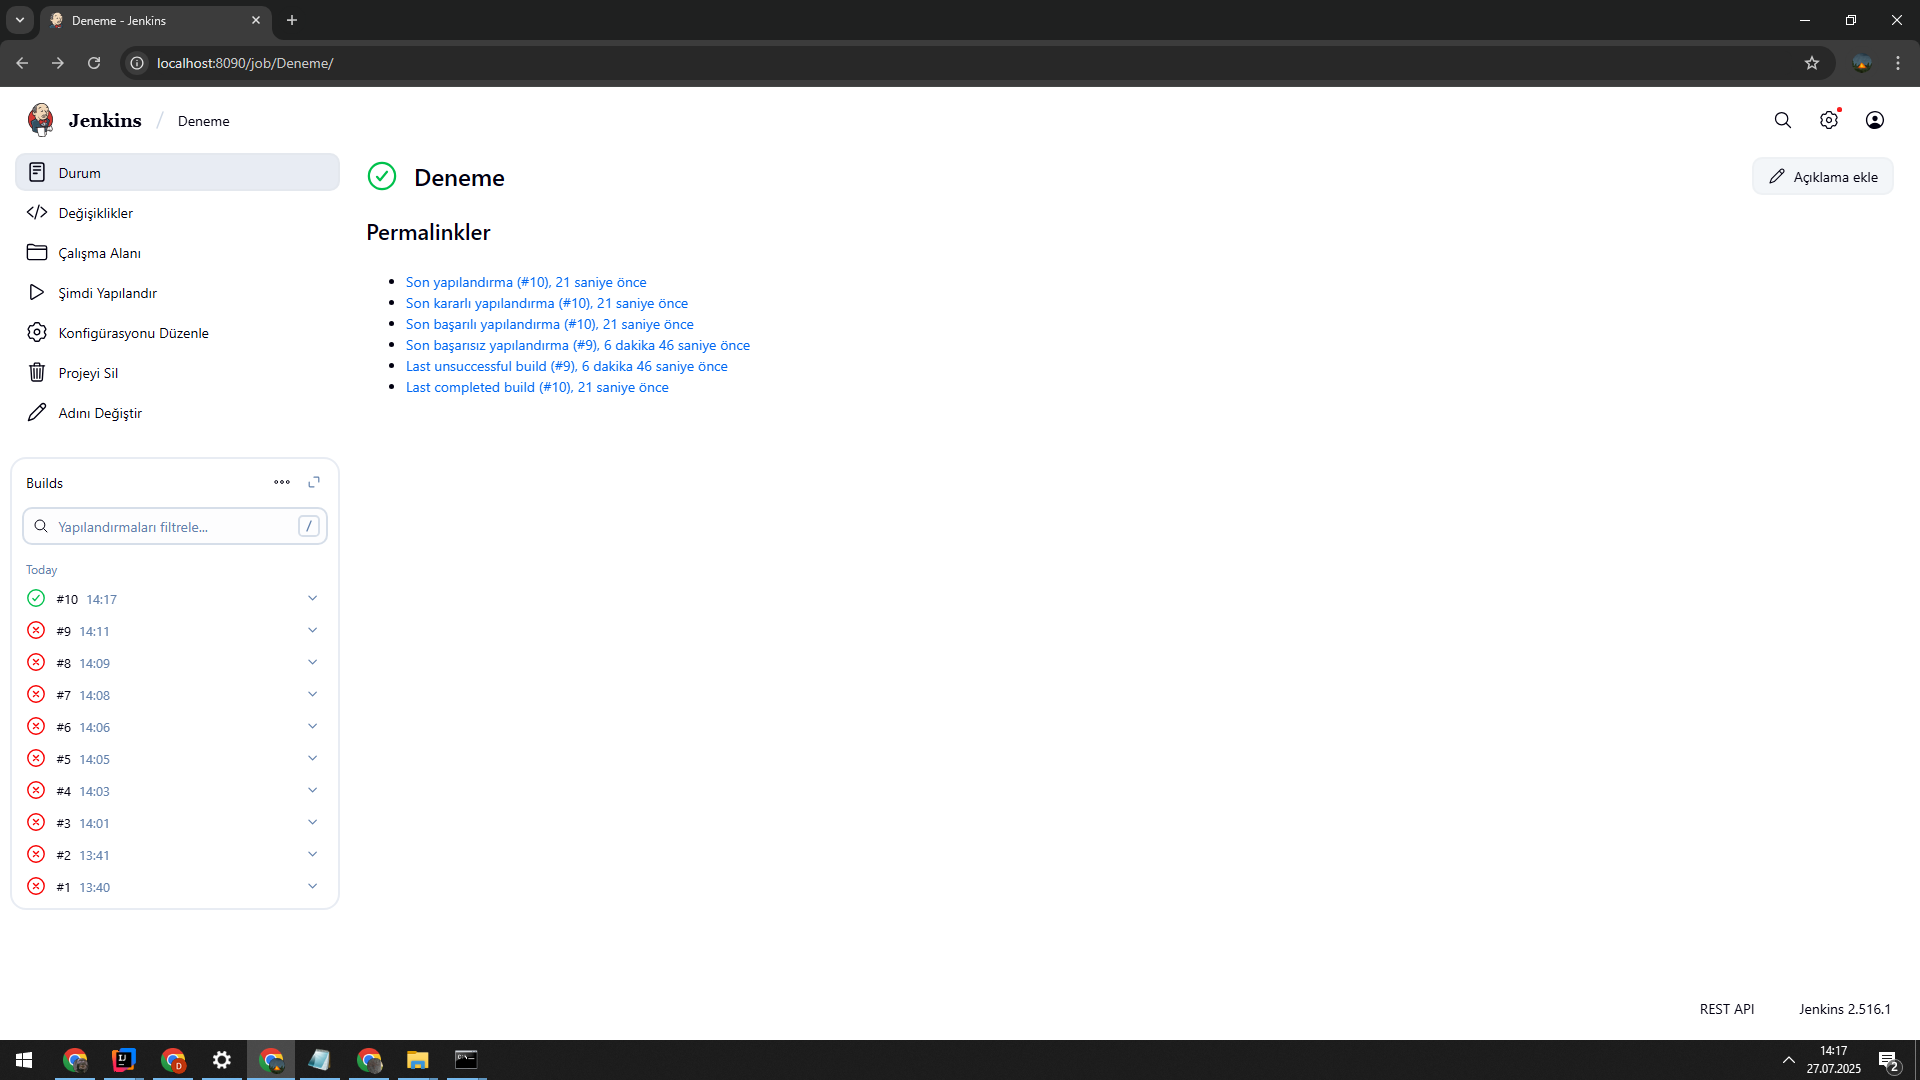 Deneme - Jenkins
localhost:8090/job/Deneme/
Jenkins / Deneme
Durum
Değişiklikler
Çalışma Alanı
Şimdi Yapılandır
Konfigürasyonu Düzenle
Projeyi Sil
Adını Değiştir
Builds
Yapılandırmaları filtrele... /
Today
#10 14:17
#9 14:11
#8 14:09
#7 14:08
#6 14:06
#5 14:05
#4 14:03
#3 14:01
#2 13:41
#1 13:40
Deneme
Açıklama ekle
Permalinkler
Son yapılandırma (#10), 21 saniye önce
Son kararlı yapılandırma (#10), 21 saniye önce
Son başarılı yapılandırma (#10), 21 saniye önce
Son başarısız yapılandırma (#9), 6 dakika 46 saniye önce
Last unsuccessful build (#9), 6 dakika 46 saniye önce
Last completed build (#10), 21 saniye önce
REST API
Jenkins 2.516.1
14:17
27.07.2025
2